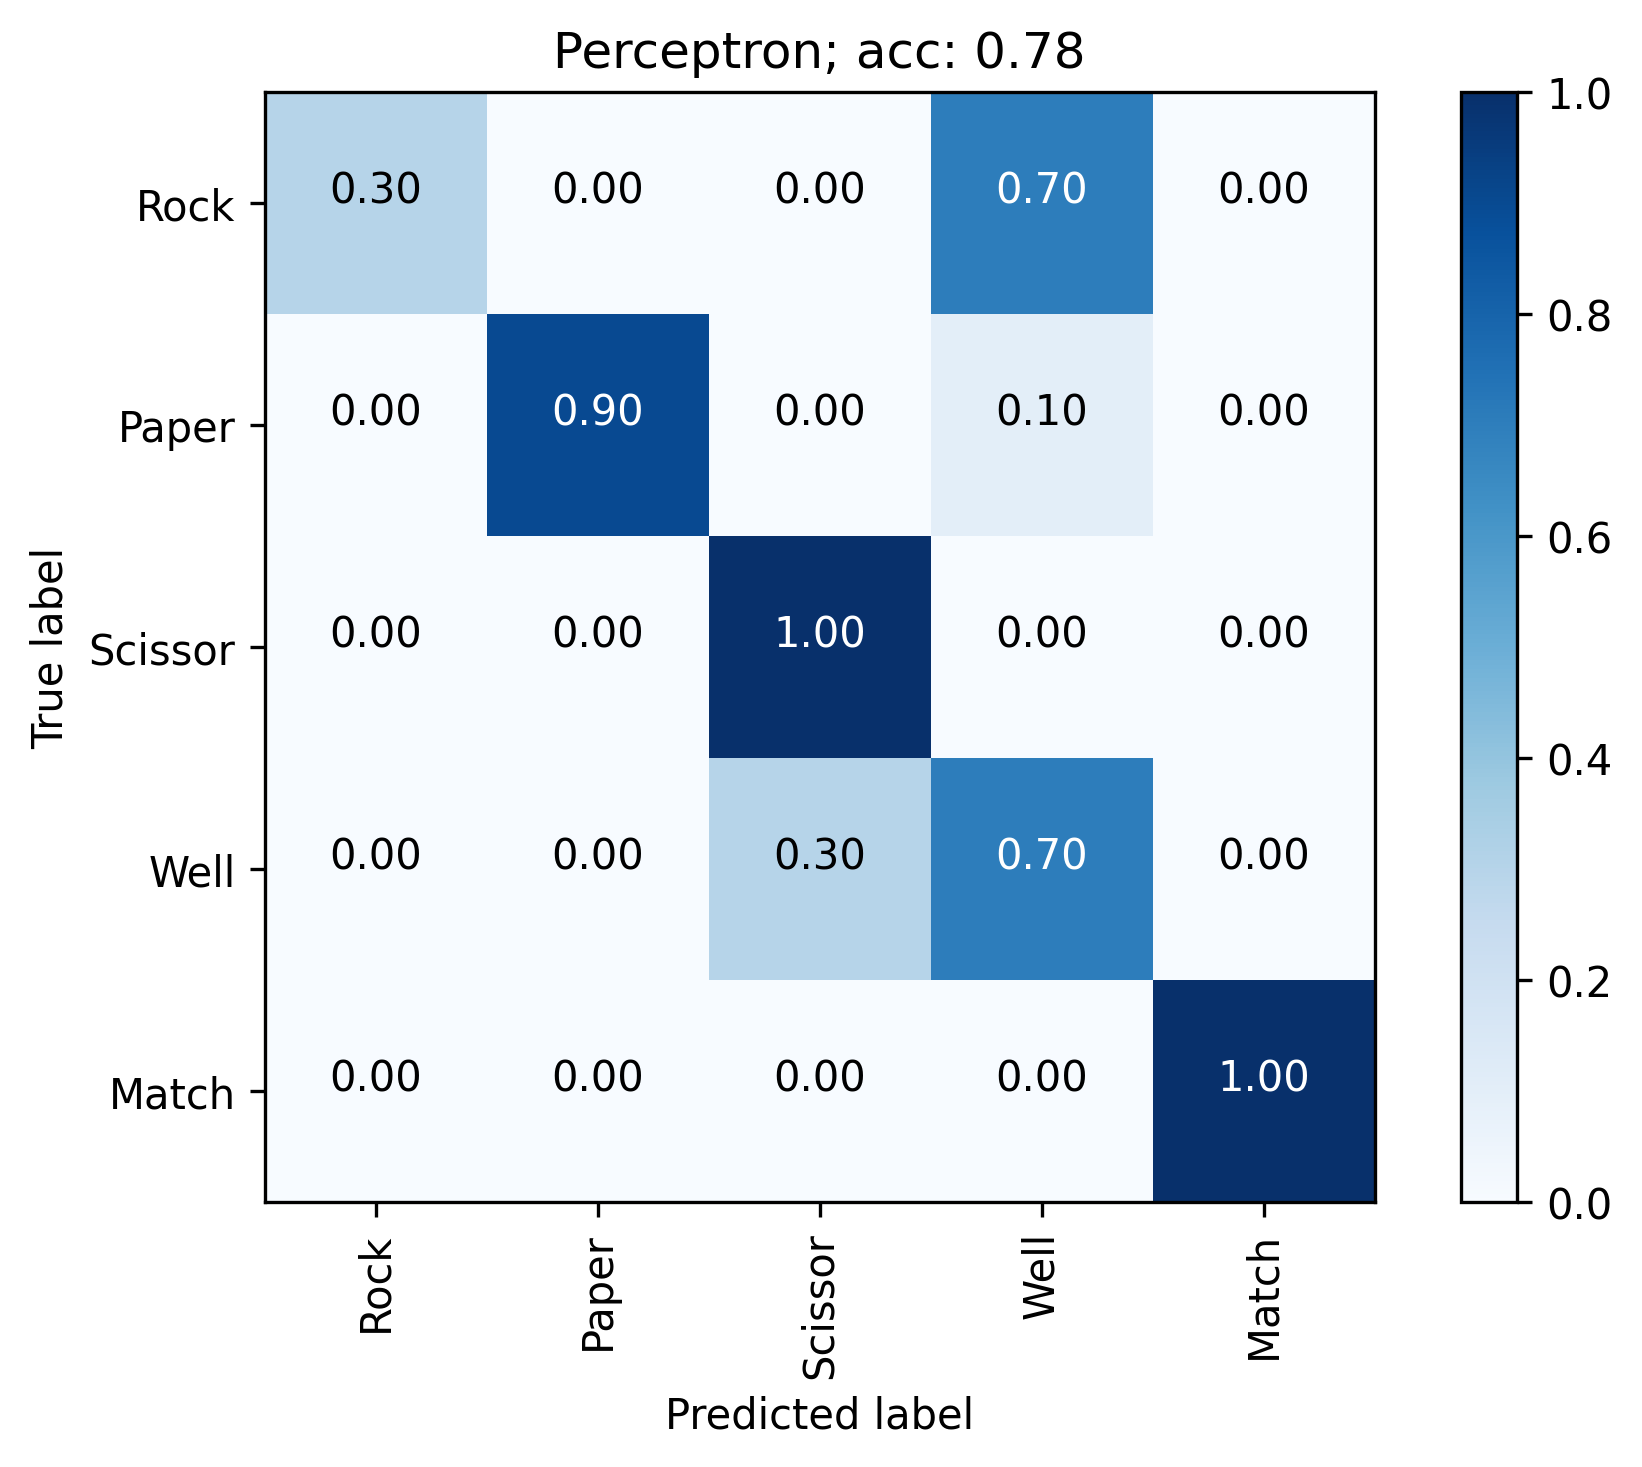 Perceptron; acc: 0.78
True label
Rock 0.30 0.00 0.00 0.70 0.00
Paper 0.00 0.90 0.00 0.10 0.00
Scissor 0.00 0.00 1.00 0.00 0.00
Well 0.00 0.00 0.30 0.70 0.00
Match 0.00 0.00 0.00 0.00 1.00
Rock Paper Scissor Well Match
Predicted label
1.0
0.8
0.6
0.4
0.2
0.0